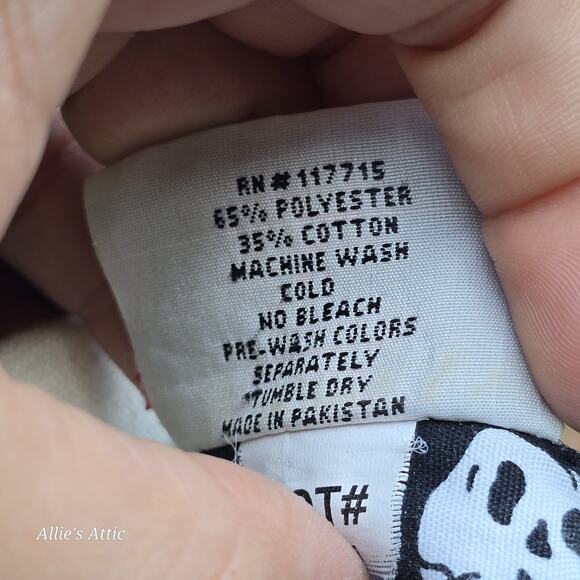 RN # 117715
65% POLYESTER
35% COTTON
MACHINE WASH
COLD
NO BLEACH
PRE-WASH COLORS
SEPARATELY
TUMBLE DRY
MADE IN PAKISTAN
OT#
Allie's Attic